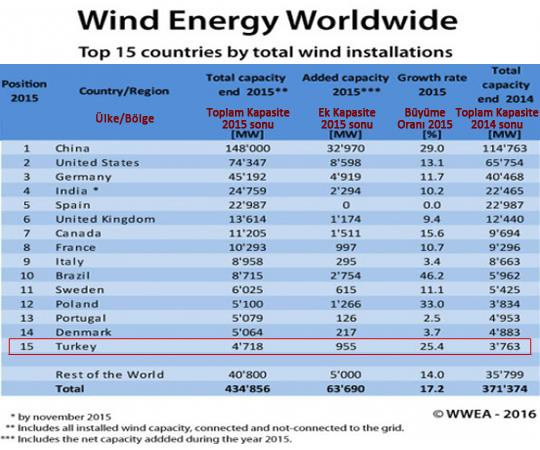 Wind Energy Worldwide
Top 15 countries by total wind installations
Position 2015 Country/Region Total capacity end 2015** Added capacity 2015*** Growth rate 2015 Total capacity end 2014
Ülke/Bölge Toplam Kapasite 2015 sonu Ek Kapasite 2015 sonu Büyüme Oranı 2015 Toplam Kapasite 2014 sonu
[MW] [MW] [%] [MW]
1 China 148'000 32'970 29.0 114'763
2 United States 74'347 8'598 13.1 65'754
3 Germany 45'192 4'919 11.7 40'468
4 India * 24'759 2'294 10.2 22'465
5 Spain 22'987 0 0.0 22'987
6 United Kingdom 13'614 1'174 9.4 12'440
7 Canada 11'205 1'511 15.6 9'694
8 France 10'293 997 10.7 9'296
9 Italy 8'958 295 3.4 8'663
10 Brazil 8'715 2'754 46.2 5'962
11 Sweden 6'025 615 11.1 5'425
12 Poland 5'100 1'266 33.0 3'834
13 Portugal 5'079 126 2.5 4'953
14 Denmark 5'064 217 3.7 4'883
15 Turkey 4'718 955 25.4 3'763
Rest of the World 40'800 5'000 14.0 35'799
Total 434'856 63'690 17.2 371'374
* by november 2015
© WWEA - 2016
** Includes all installed wind capacity, connected and not-connected to the grid.
*** Includes the net capacity addded during the year 2015.